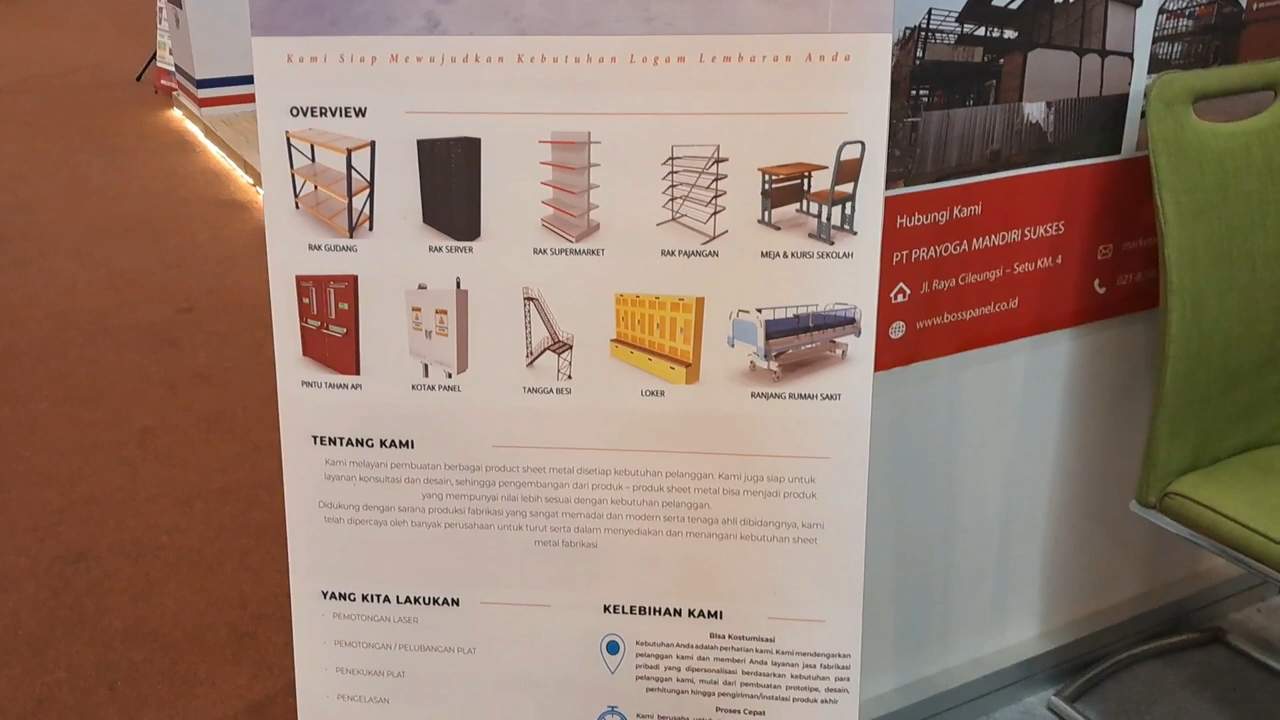 Kami Siap Mewujudkan Kebutuhan Logam Lembaran Anda
OVERVIEW
RAK GUDANG
RAK SERVER
RAK SUPERMARKET
RAK PAJANGAN
MEJA & KURSI SEKOLAH
PINTU TAHAN API
KOTAK PANEL
TANGGA BESI
LOKER
RANJANG RUMAH SAKIT
TENTANG KAMI
Kami melayani pembuatan berbagai product sheet metal disetiap kebutuhan pelanggan. Kami juga siap untuk
layanan konsultasi dan desain, sehingga pengembangan dari produk – produk sheet metal bisa menjadi produk
yang mempunyai nilai lebih sesuai dengan kebutuhan pelanggan.
Didukung dengan sarana produksi fabrikasi yang sangat memadai dan modern serta tenaga ahli dibidangnya, kami
telah dipercaya oleh banyak perusahaan untuk turut serta dalam menyediakan dan menangani kebutuhan sheet
metal fabrikasi
YANG KITA LAKUKAN
PEMOTONGAN LASER
PEMOTONGAN / PELUBANGAN PLAT
PENEKUKAN PLAT
PENGELASAN
KELEBIHAN KAMI
Bisa Kostumisasi
Kebutuhan Anda adalah perhatian kami. Kami mendengarkan
pelanggan kami dan memberi Anda layanan jasa fabrikasi
pribadi yang dipersonalisasi berdasarkan kebutuhan para
pelanggan kami, mulai dari pembuatan prototipe, desain,
perhitungan hingga pengiriman/instalasi produk akhir
Proses Cepat
Kami berusaha
Hubungi Kami
PT PRAYOGA MANDIRI SUKSES
Jl. Raya Cileungsi – Setu KM. 4
www.bosspanel.co.id
021-8